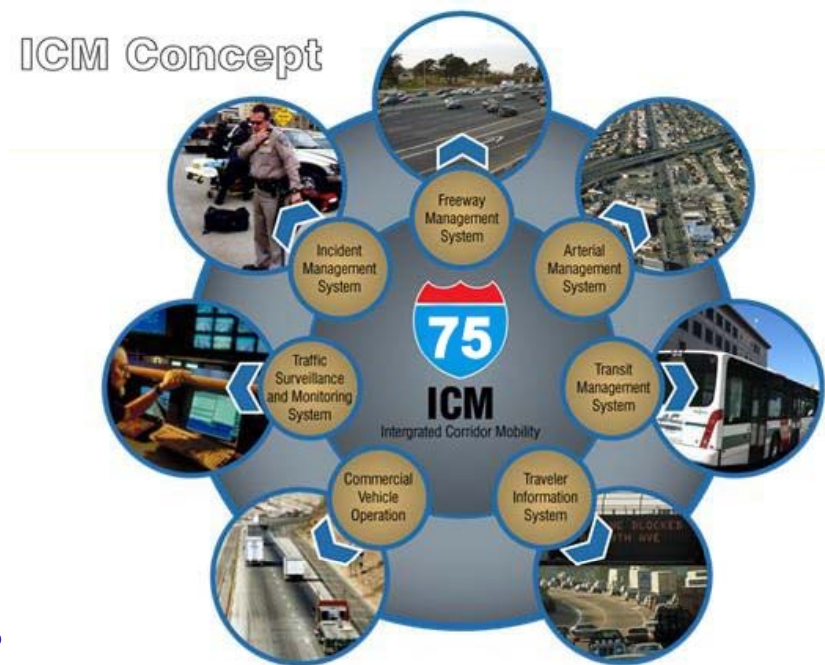 ICM Concept
Freeway
Management
System
Incident
Management
System
Arterial
Management
System
75
ICM
Intergrated Corridor Mobility
Traffic
Surveillance
and Monitoring
System
Transit
Management
System
Commercial
Vehicle
Operation
Traveler
Information
System
BLOCKED